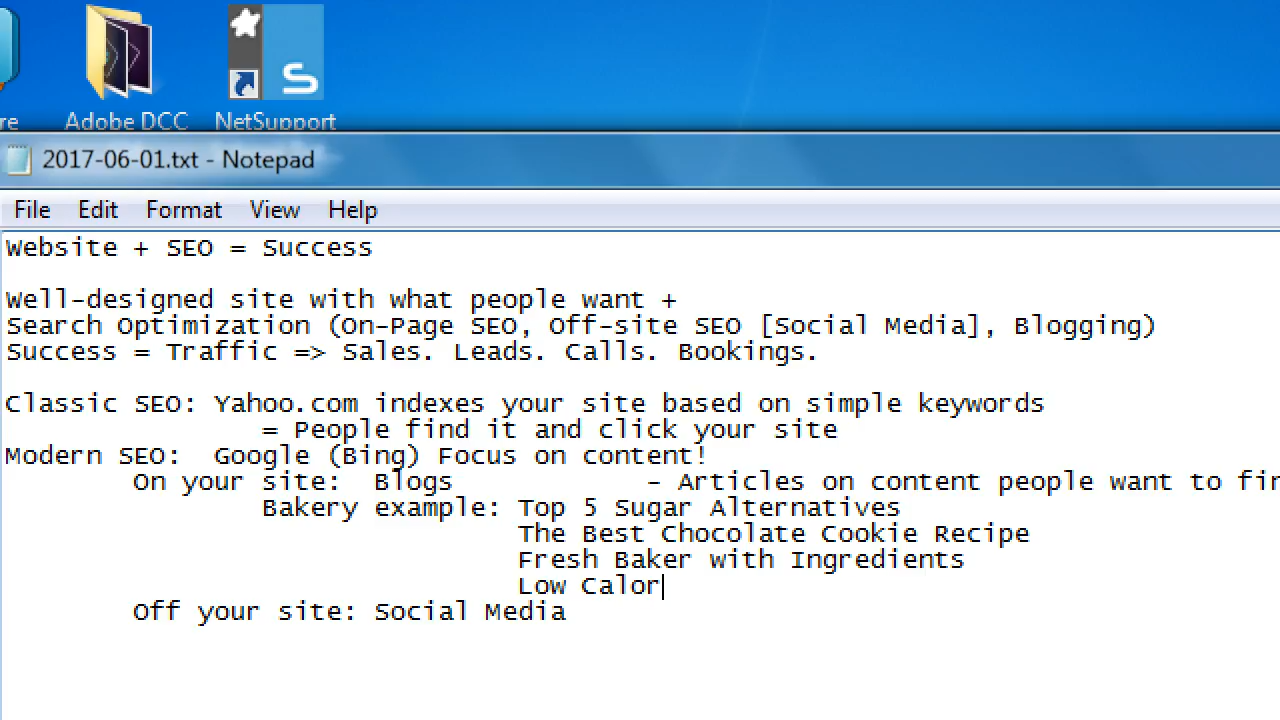 re
Adobe DCC
NetSupport
2017-06-01.txt - Notepad
File Edit Format View Help
Website + SEO = Success
Well-designed site with what people want +
Search Optimization (On-Page SEO, Off-site SEO [Social Media], Blogging)
Success = Traffic => Sales. Leads. Calls. Bookings.
Classic SEO: Yahoo.com indexes your site based on simple keywords
= People find it and click your site
Modern SEO: Google (Bing) Focus on content!
On your site: Blogs - Articles on content people want to fin
Bakery example: Top 5 Sugar Alternatives
The Best Chocolate Cookie Recipe
Fresh Baker with Ingredients
Low Calor
Off your site: Social Media